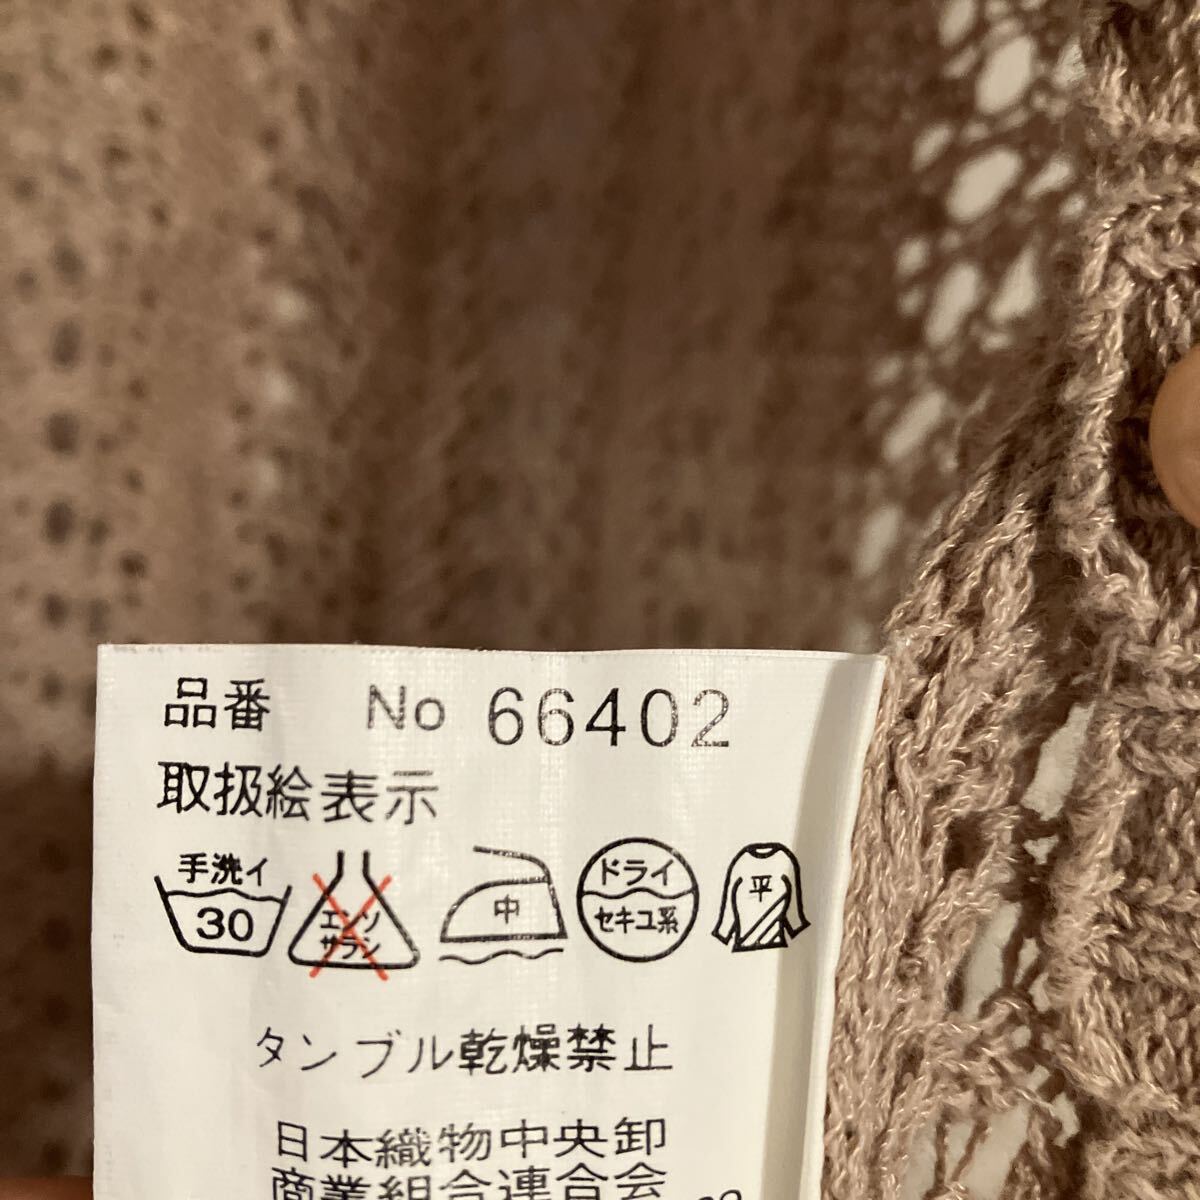 品番 No 66402
取扱絵表示
手洗イ
30
エンソ
サラシ
中
ドライ
セキユ系
平
タンブル乾燥禁止
日本織物中央卸
商業組合連合会